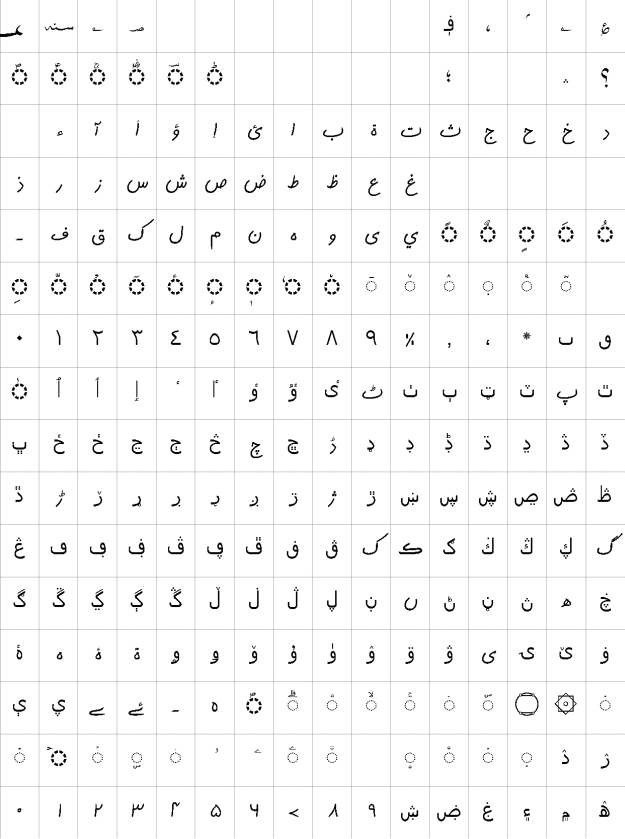 ؀ ؁ ؂ ؃ ؋ ، ؍ ؎ ؏
◌ؐ ◌ؑ ◌ؒ ◌ؓ ◌ؔ ◌ؕ ؛ ؞ ؟
ء آ أ ؤ إ ئ ا ب ة ت ث ج ح خ د
ذ ر ز س ش ص ض ط ظ ع غ
ـ ف ق ك ل م ن ه و ى ي ◌ً ◌ٌ ◌ٍ ◌َ ◌ُ
◌ِ ◌ّ ◌ْ ◌ٓ ◌ٔ ◌ٕ ◌ٖ ◌ٗ ◌٘ ◌ٙ ◌ٚ ◌ٛ ◌ٜ ◌ٝ ◌ٞ
٠ ١ ٢ ٣ ٤ ٥ ٦ ٧ ٨ ٩ ٪ ٫ ٬ ٭ ٮ ٯ
◌ٰ ٱ ٲ ٳ ٴ ٵ ٶ ٷ ٸ ٹ ٺ ٻ ټ ٽ پ ٿ
ڀ ځ ڂ ڃ ڄ څ چ ڇ ڈ ډ ڊ ڋ ڌ ڍ ڎ ڏ
ڐ ڑ ڒ ړ ڔ ڕ ږ ڗ ژ ڙ ښ ڛ ڜ ڝ ڞ ڟ
ڠ ڡ ڢ ڣ ڤ ڥ ڦ ڧ ڨ ک ڪ ګ ڬ ڭ ڮ گ
ڰ ڱ ڲ ڳ ڴ ڵ ڶ ڷ ڸ ڹ ں ڻ ڼ ڽ ھ ڿ
ۀ ہ ۂ ۃ ۄ ۅ ۆ ۇ ۈ ۉ ۊ ۋ ی ۍ ێ ۏ
ې ۑ ے ۓ ۔ ە ◌ۖ ◌ۗ ◌ۘ ◌ۙ ◌ۚ ◌ۛ ◌ۜ ۝ ۞ ◌۟
◌۠ ◌ۡ ◌ۢ ◌ۣ ◌ۤ ۥ ۦ ◌ۧ ◌ۨ ◌۪ ◌۫ ◌۬ ◌ۭ ۮ ۯ
۰ ۱ ۲ ۳ ۴ ۵ ۶ ۷ ۸ ۹ ۺ ۻ ۼ ۽ ۾ ۿ